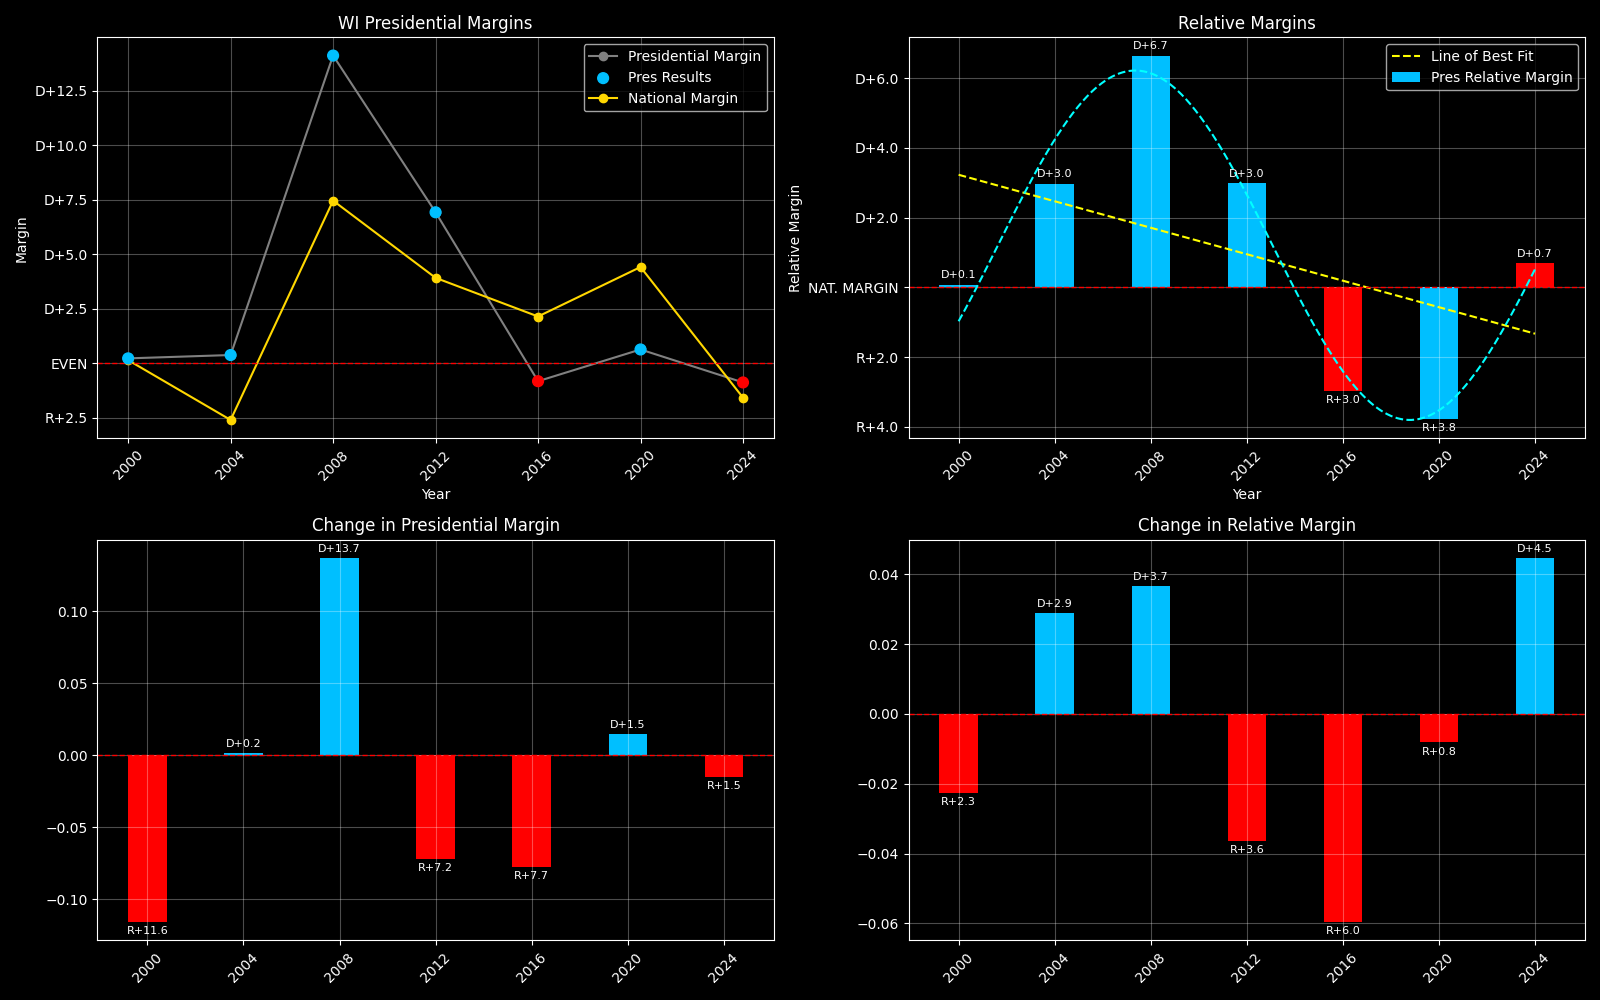 WI Presidential Margins
Margin
D+12.5
D+10.0
D+7.5
D+5.0
D+2.5
EVEN
R+2.5
Presidential Margin
Pres Results
National Margin
2000
2004
2008
2012
2016
2020
2024
Year
Relative Margins
Relative Margin
D+6.0
D+4.0
D+2.0
NAT. MARGIN
R+2.0
R+4.0
Line of Best Fit
Pres Relative Margin
D+0.1
D+3.0
D+6.7
D+3.0
R+3.0
R+3.8
D+0.7
2000
2004
2008
2012
2016
2020
2024
Year
Change in Presidential Margin
0.10
0.05
0.00
−0.05
−0.10
R+11.6
D+0.2
D+13.7
R+7.2
R+7.7
D+1.5
R+1.5
2000
2004
2008
2012
2016
2020
2024
Change in Relative Margin
0.04
0.02
0.00
−0.02
−0.04
−0.06
R+2.3
D+2.9
D+3.7
R+3.6
R+6.0
R+0.8
D+4.5
2000
2004
2008
2012
2016
2020
2024